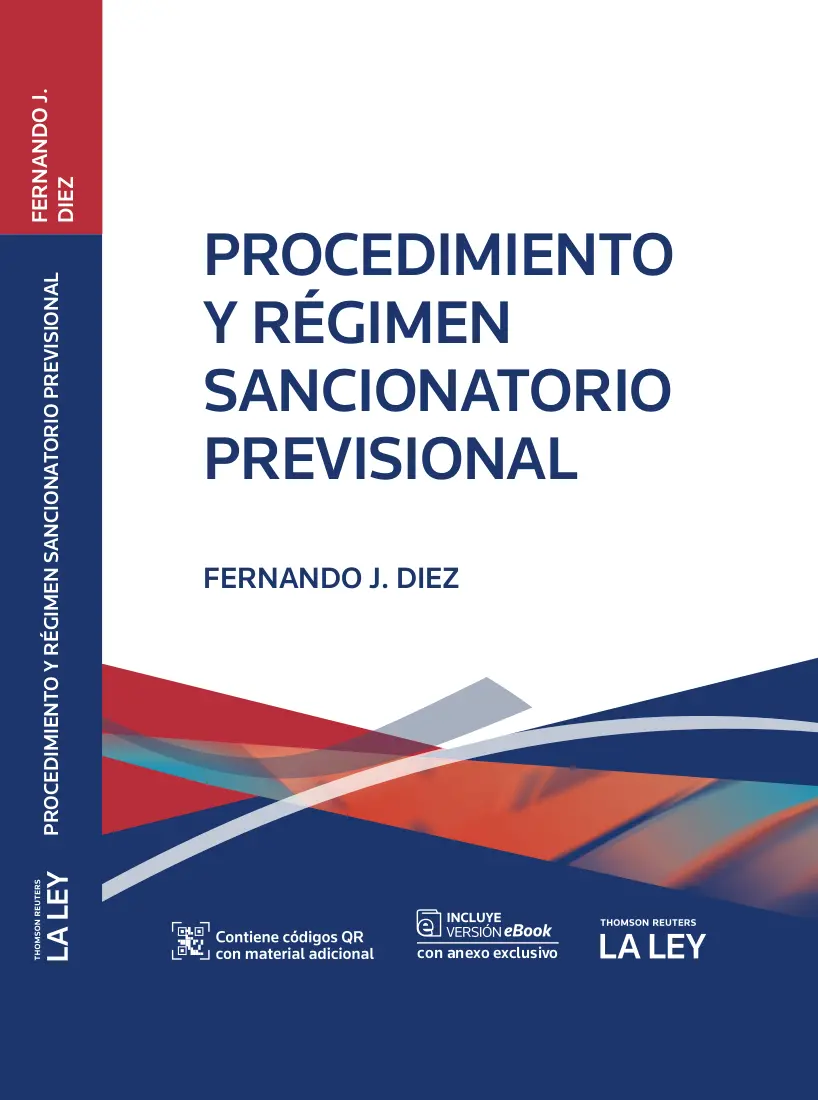 FERNANDO J.
DIEZ
PROCEDIMIENTO Y RÉGIMEN SANCIONATORIO PREVISIONAL
THOMSON REUTERS
LA LEY
PROCEDIMIENTO
Y RÉGIMEN
SANCIONATORIO
PREVISIONAL
FERNANDO J. DIEZ
Contiene códigos QR
con material adicional
e
INCLUYE
VERSIÓN eBook
con anexo exclusivo
THOMSON REUTERS
LA LEY